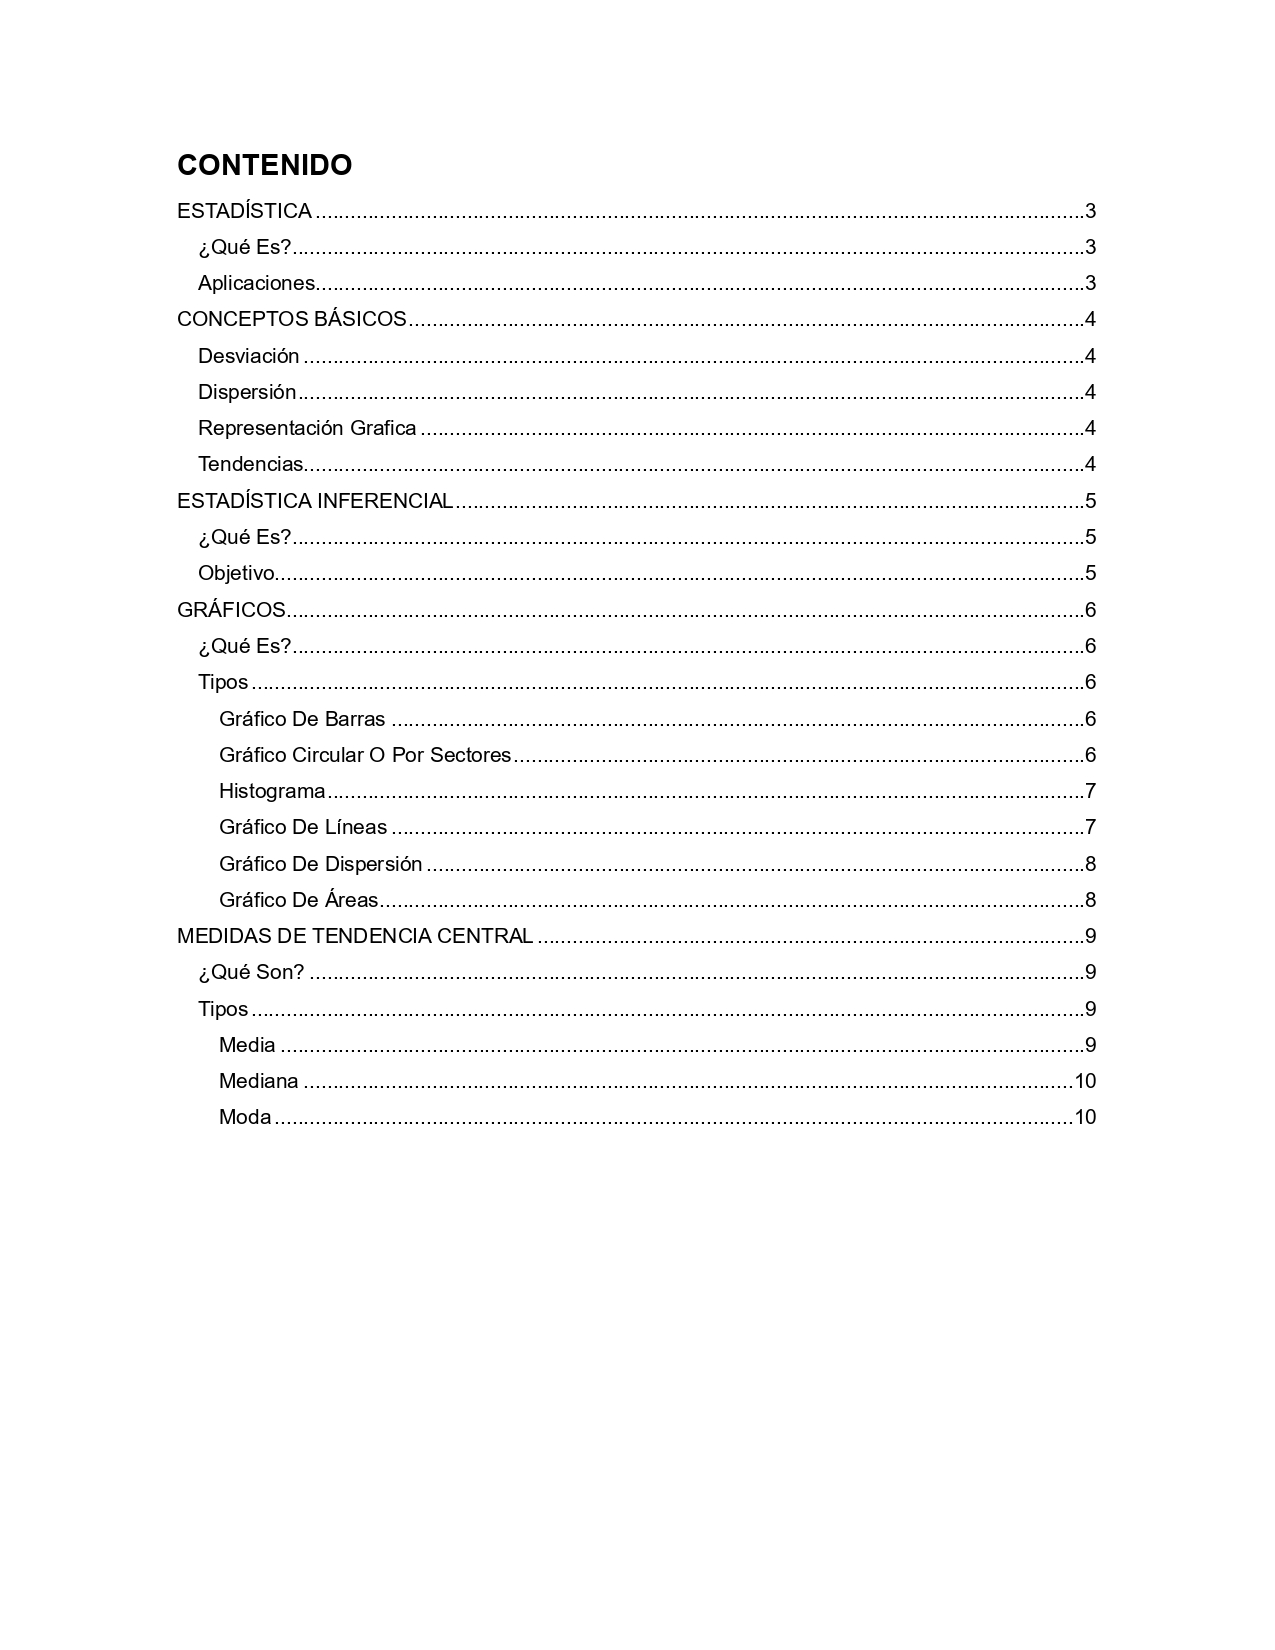 CONTENIDO
ESTADÍSTICA ........................................................................................................ 3
¿Qué Es? ........................................................................................................ 3
Aplicaciones ........................................................................................................ 3
CONCEPTOS BÁSICOS ........................................................................................................ 4
Desviación ........................................................................................................ 4
Dispersión ........................................................................................................ 4
Representación Grafica ........................................................................................................ 4
Tendencias ........................................................................................................ 4
ESTADÍSTICA INFERENCIAL ........................................................................................................ 5
¿Qué Es? ........................................................................................................ 5
Objetivo ........................................................................................................ 5
GRÁFICOS ........................................................................................................ 6
¿Qué Es? ........................................................................................................ 6
Tipos ........................................................................................................ 6
Gráfico De Barras ........................................................................................................ 6
Gráfico Circular O Por Sectores ........................................................................................................ 6
Histograma ........................................................................................................ 7
Gráfico De Líneas ........................................................................................................ 7
Gráfico De Dispersión ........................................................................................................ 8
Gráfico De Áreas ........................................................................................................ 8
MEDIDAS DE TENDENCIA CENTRAL ........................................................................................................ 9
¿Qué Son? ........................................................................................................ 9
Tipos ........................................................................................................ 9
Media ........................................................................................................ 9
Mediana ........................................................................................................ 10
Moda ........................................................................................................ 10